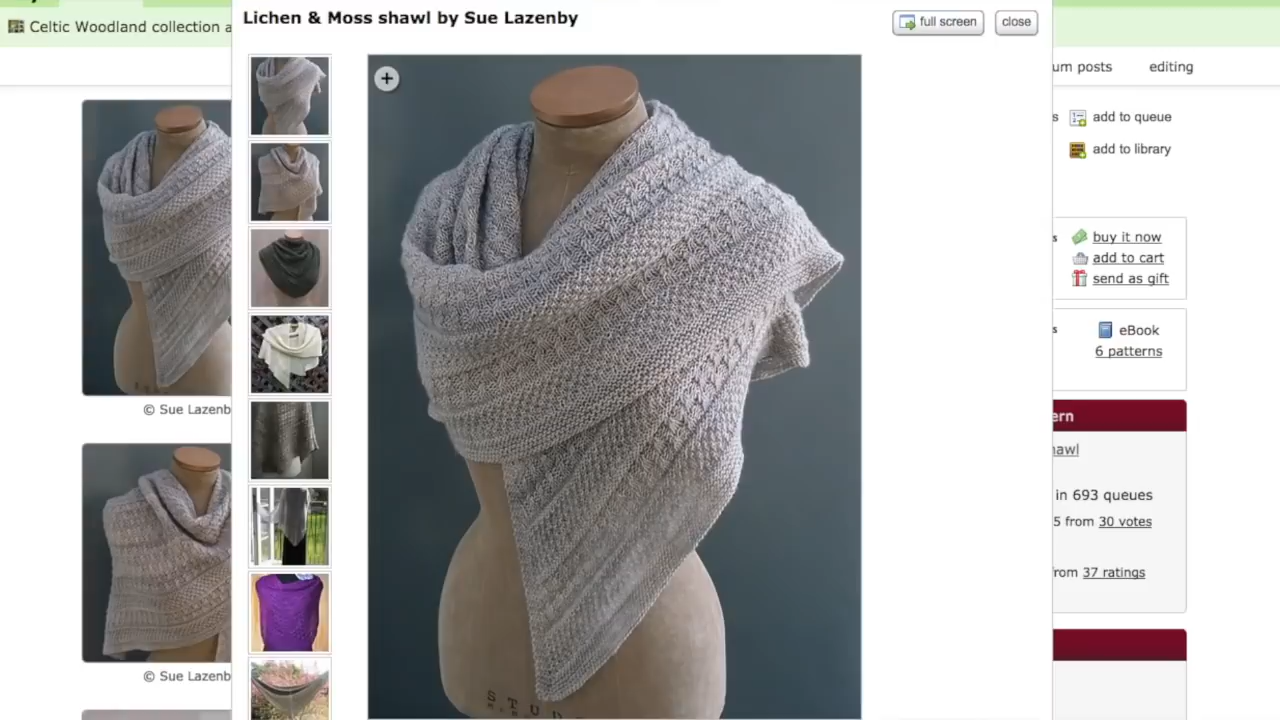 Lichen & Moss shawl by Sue Lazenby
full screen
close
Celtic Woodland collection a
um posts
editing
s
add to queue
add to library
s
buy it now
add to cart
send as gift
s
eBook
6 patterns
© Sue Lazenb
ern
hawl
in 693 queues
5 from 30 votes
rom 37 ratings
© Sue Lazenb
STUD